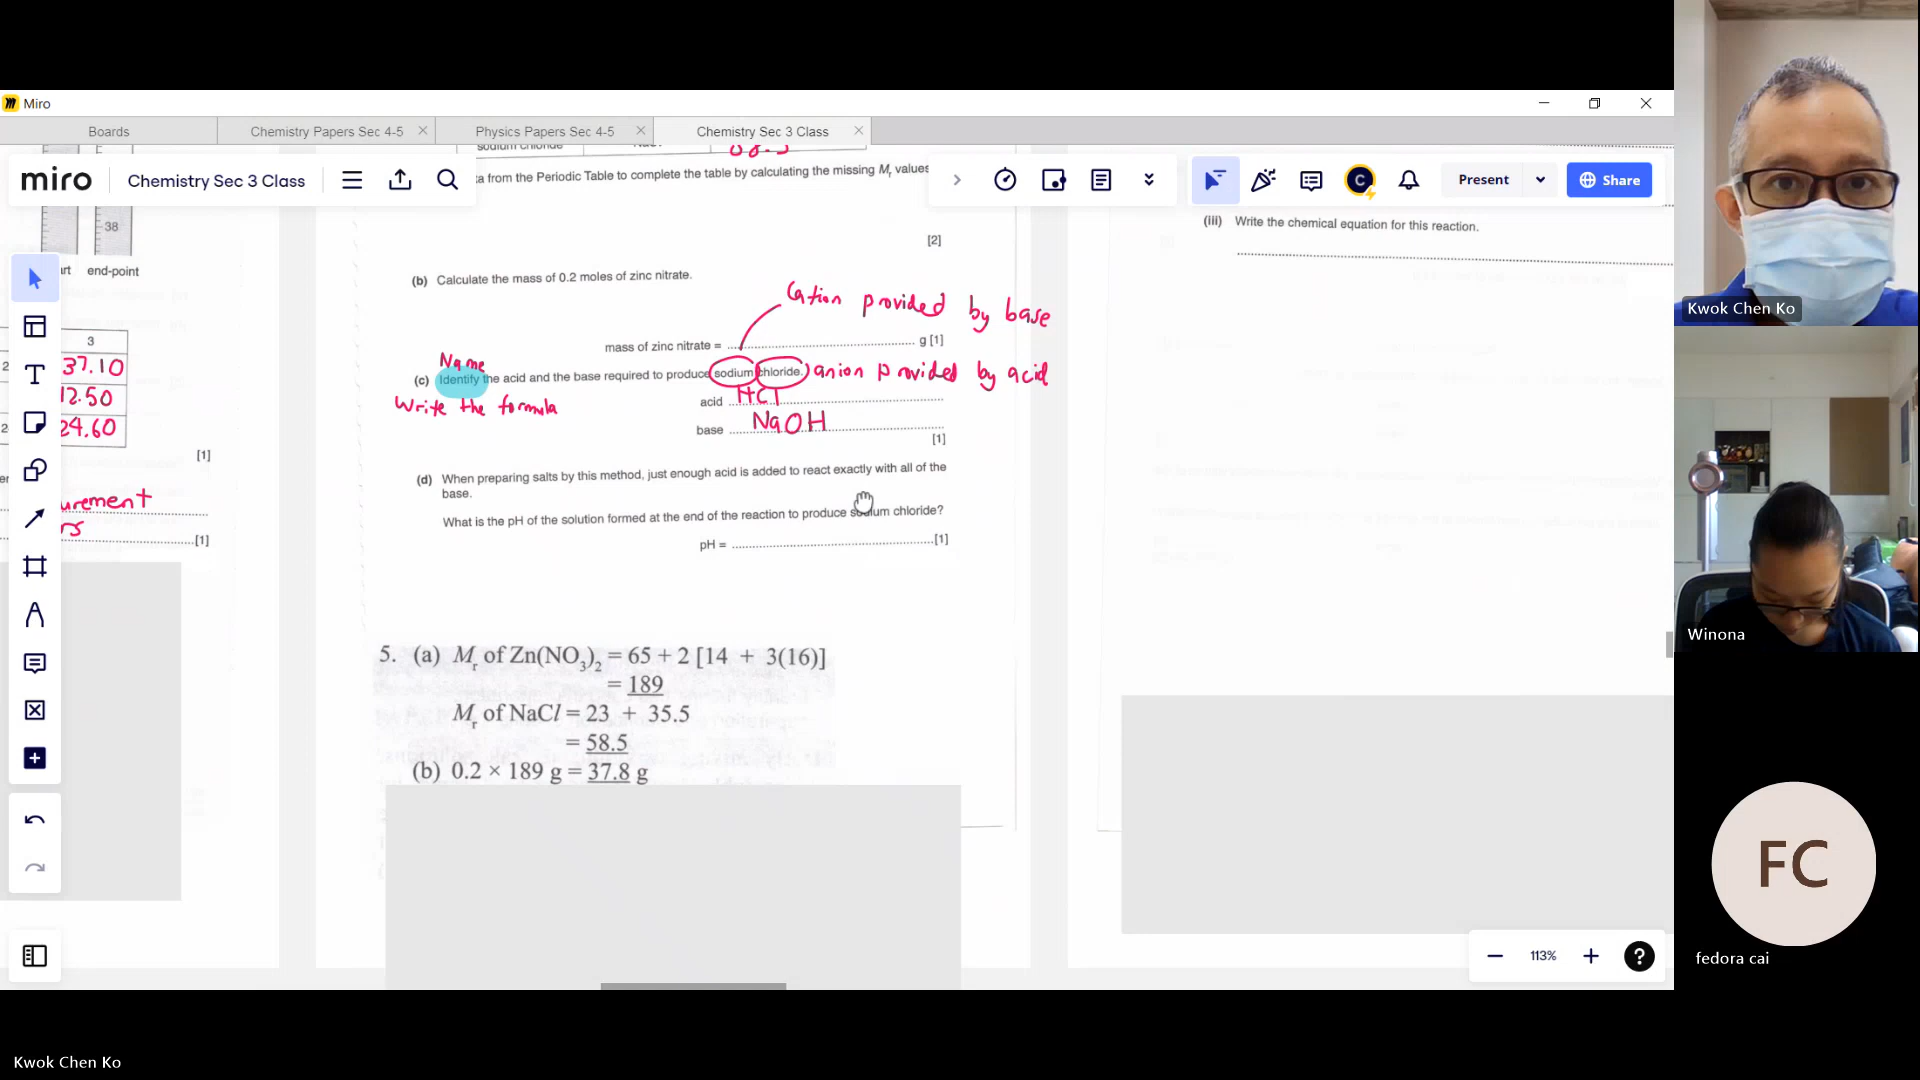 Miro
Boards
Chemistry Papers Sec 4-5
Physics Papers Sec 4-5
Chemistry Sec 3 Class
miro
Chemistry Sec 3 Class
Present
Share
sodium chloride
ta from the Periodic Table to complete the table by calculating the missing Mr values
[2]
38
art end-point
3
37.10
12.50
24.60
[1]
urement
rs
[1]
(b) Calculate the mass of 0.2 moles of zinc nitrate.
Cation provided by base
mass of zinc nitrate = g [1]
Name
(c) Identify the acid and the base required to produce sodium chloride.
anion provided by acid
Write the formula
acid HCl
base NaOH
[1]
(d) When preparing salts by this method, just enough acid is added to react exactly with all of the
base.
What is the pH of the solution formed at the end of the reaction to produce sodium chloride?
pH = [1]
5. (a) Mr of Zn(NO3)2 = 65 + 2 [14 + 3(16)]
= 189
Mr of NaCl = 23 + 35.5
= 58.5
(b) 0.2 × 189 g = 37.8 g
(iii) Write the chemical equation for this reaction.
113%
Kwok Chen Ko
Winona
FC
fedora cai
Kwok Chen Ko